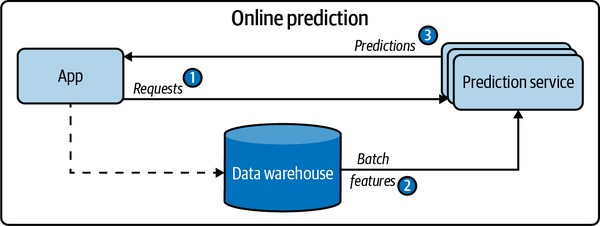 Online prediction
App
Predictions 3
Requests 1
Prediction service
Data warehouse
Batch
features 2